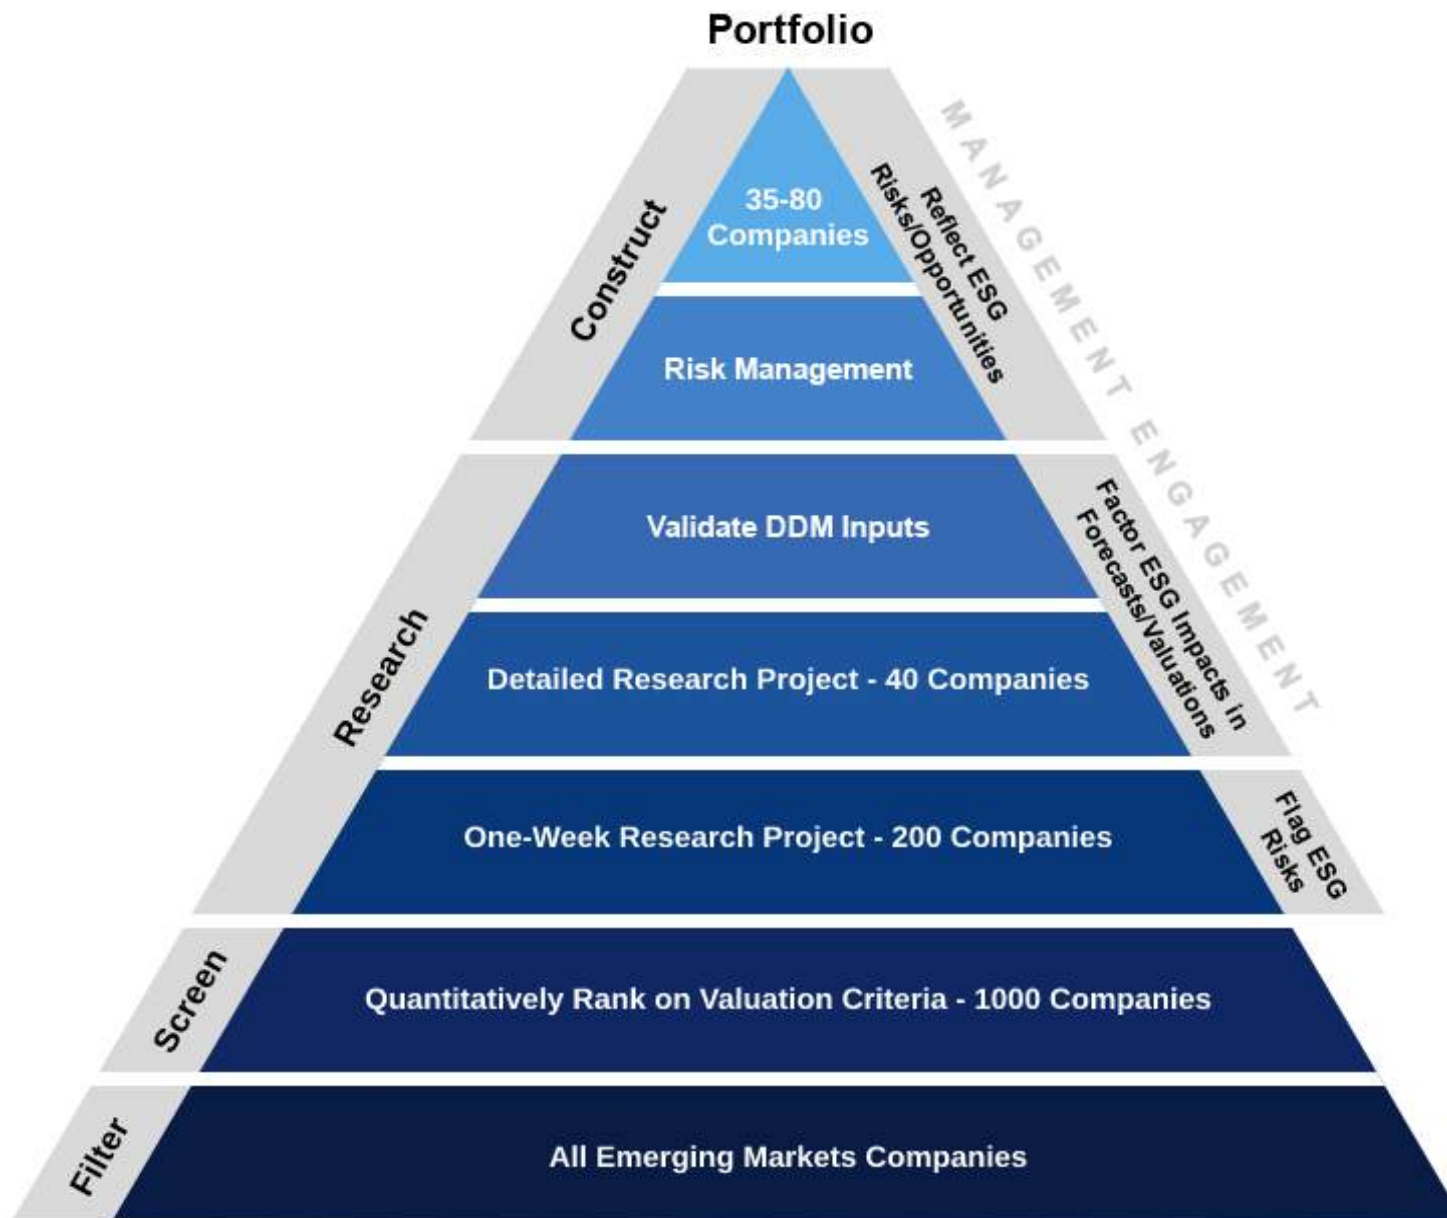 Portfolio
35-80
Companies
Construct
Reflect ESG
Risks/Opportunities
MANAGEMENT ENGAGEMENT
Risk Management
Validate DDM Inputs
Research
Factor ESG Impacts in
Forecasts/Valuations
Detailed Research Project - 40 Companies
One-Week Research Project - 200 Companies
Flag ESG
Risks
Screen
Quantitatively Rank on Valuation Criteria - 1000 Companies
Filter
All Emerging Markets Companies